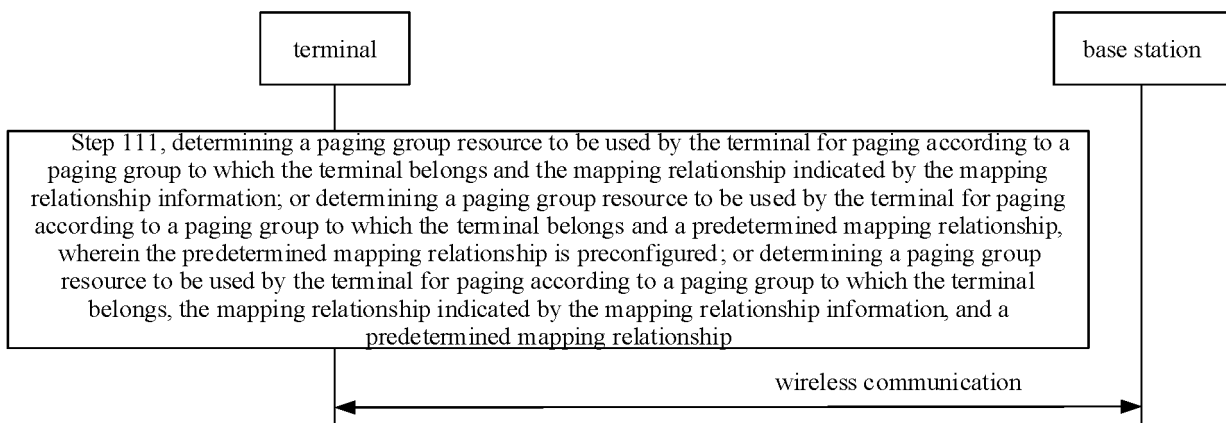 terminal
base station
Step 111, determining a paging group resource to be used by the terminal for paging according to a
paging group to which the terminal belongs and the mapping relationship indicated by the mapping
relationship information; or determining a paging group resource to be used by the terminal for paging
according to a paging group to which the terminal belongs and a predetermined mapping relationship,
wherein the predetermined mapping relationship is preconfigured; or determining a paging group
resource to be used by the terminal for paging according to a paging group to which the terminal
belongs, the mapping relationship indicated by the mapping relationship information, and a
predetermined mapping relationship
wireless communication